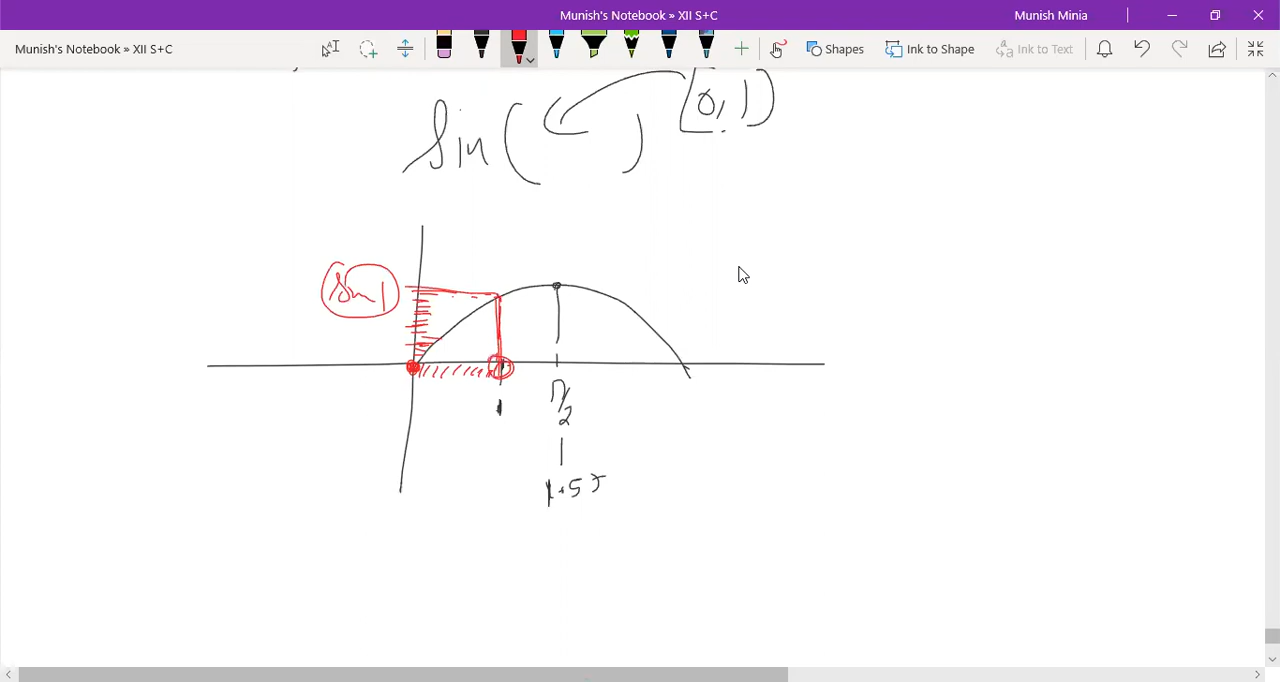 Munish's Notebook » XII S+C
Munish Minia
Munish's Notebook » XII S+C
Shapes
Ink to Shape
Ink to Text
Sin( ) [0, 1)
Sin 1
1
π/2
1.57